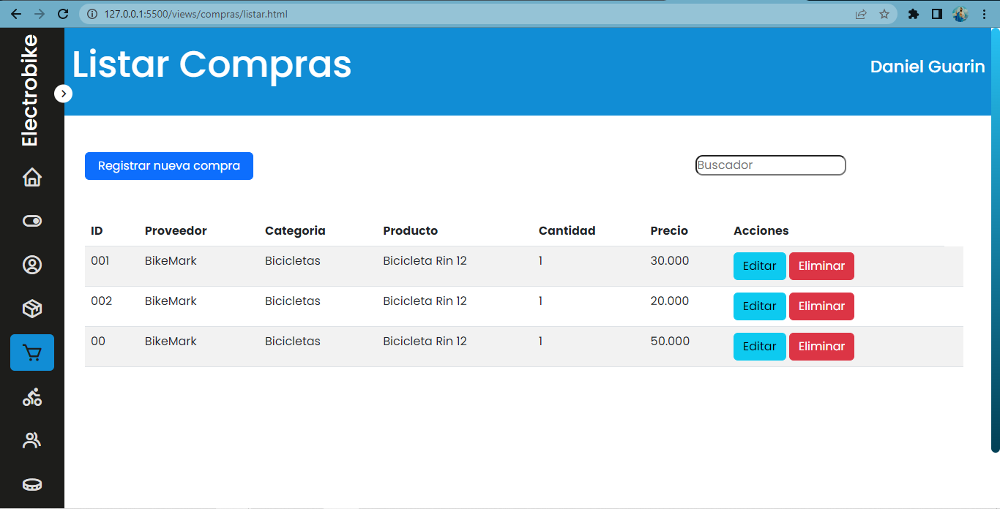 127.0.0.1:5500/views/compras/listar.html
Electrobike
Listar Compras
Daniel Guarin
Registrar nueva compra
Buscador
ID Proveedor Categoria Producto Cantidad Precio Acciones
001 BikeMark Bicicletas Bicicleta Rin 12 1 30.000 Editar Eliminar
002 BikeMark Bicicletas Bicicleta Rin 12 1 20.000 Editar Eliminar
00 BikeMark Bicicletas Bicicleta Rin 12 1 50.000 Editar Eliminar